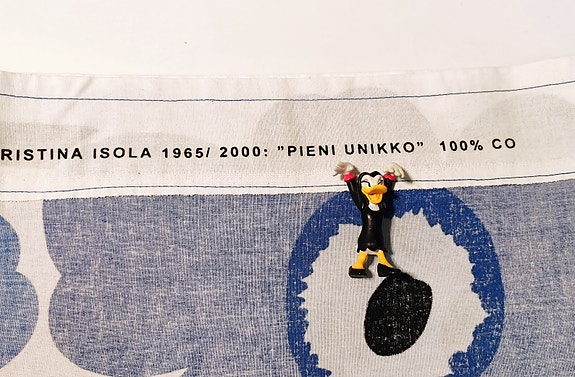 RISTINA ISOLA 1965/ 2000: "PIENI UNIKKO" 100% CO